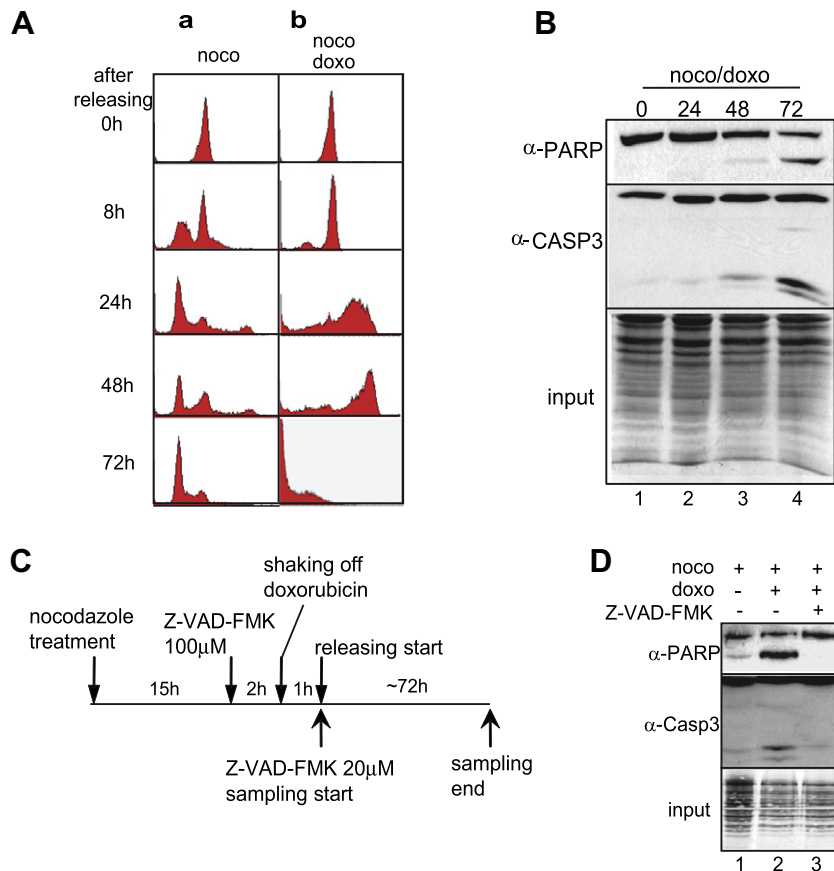 A
a
b
noco
noco
doxo
after
releasing
0h
8h
24h
48h
72h
B
noco/doxo
0 24 48 72
α-PARP
α-CASP3
input
1 2 3 4
C
shaking off
doxorubicin
nocodazole
treatment
Z-VAD-FMK
100μM
releasing start
15h 2h 1h ~72h
Z-VAD-FMK 20μM
sampling start
sampling
end
D
noco + + +
doxo - + +
Z-VAD-FMK - - +
α-PARP
α-Casp3
input
1 2 3